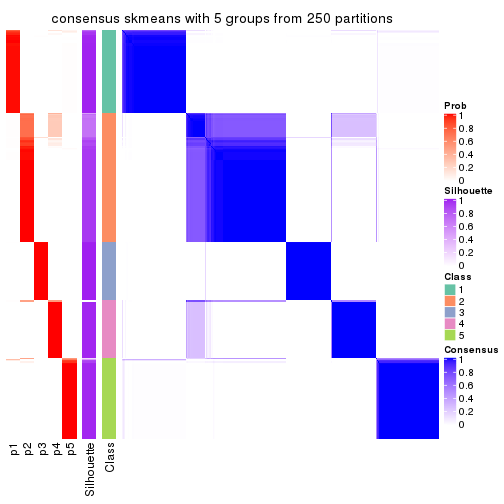 consensus skmeans with 5 groups from 250 partitions
Prob
1
0.8
0.6
0.4
0.2
0
Silhouette
1
0.8
0.6
0.4
0.2
0
Class
1
2
3
4
5
Consensus
1
0.8
0.6
0.4
0.2
0
p1
p2
p3
p4
p5
Silhouette
Class